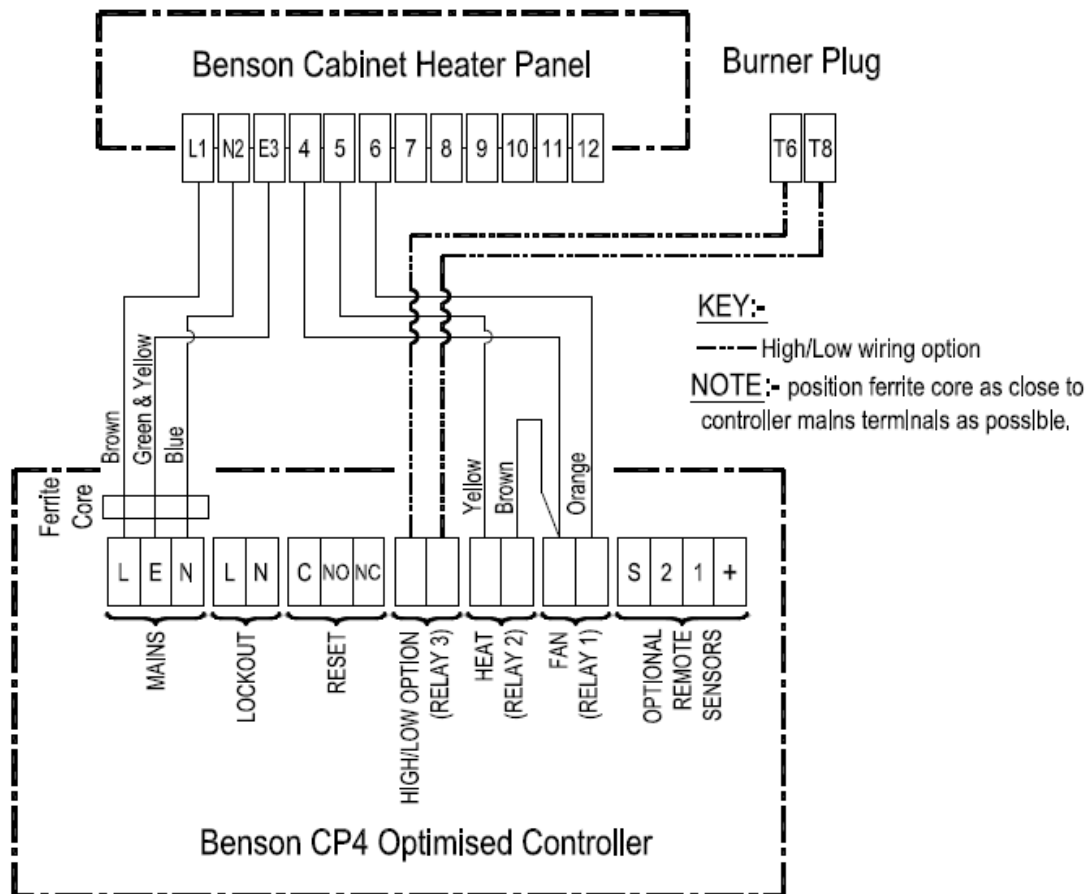 Benson Cabinet Heater Panel
Burner Plug
L1 N2 E3 4 5 6 7 8 9 10 11 12
T6 T8
KEY:-
High/Low wiring option
NOTE:- position ferrite core as close to
controller mains terminals as possible.
Brown
Green & Yellow
Blue
Yellow
Brown
Orange
Ferrite
Core
L E N
L N
C NO NC
S 2 1 +
MAINS
LOCKOUT
RESET
HIGH/LOW OPTION
(RELAY 3)
HEAT
(RELAY 2)
FAN
(RELAY 1)
OPTIONAL
REMOTE
SENSORS
Benson CP4 Optimised Controller